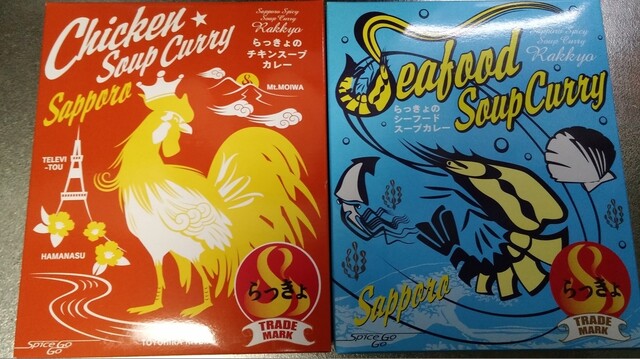 Chicken
Soup Curry
Sapporo
Sapporo Spicy
Soup Curry
Rakkyo
らっきょの
チキンスープ
カレー
8
Mt.MOIWA
TELEVI
-TOU
HAMANASU
らっきょ
TRADE
MARK
SPICE GO
GO
Seafood
Soup Curry
Spicy
Soup Curry
Rakkyo
らっきょの
シーフード
スープカレー
Sapporo
らっきょ
TRADE
MARK
SPICE GO
GO